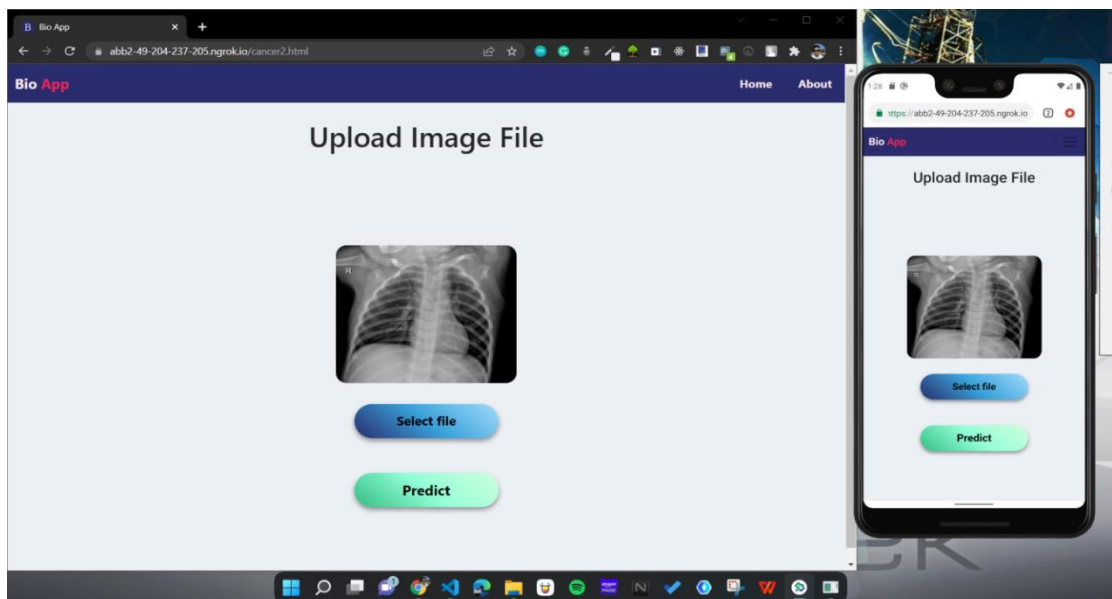 Bio App
abb2-49-204-237-205.ngrok.io/cancer2.html
Bio App
Home About
Upload Image File
R
Select file
Predict
1:28
ttps://abb2-49-204-237-205.ngrok.io
2
Bio App
Upload Image File
R
Select file
Predict